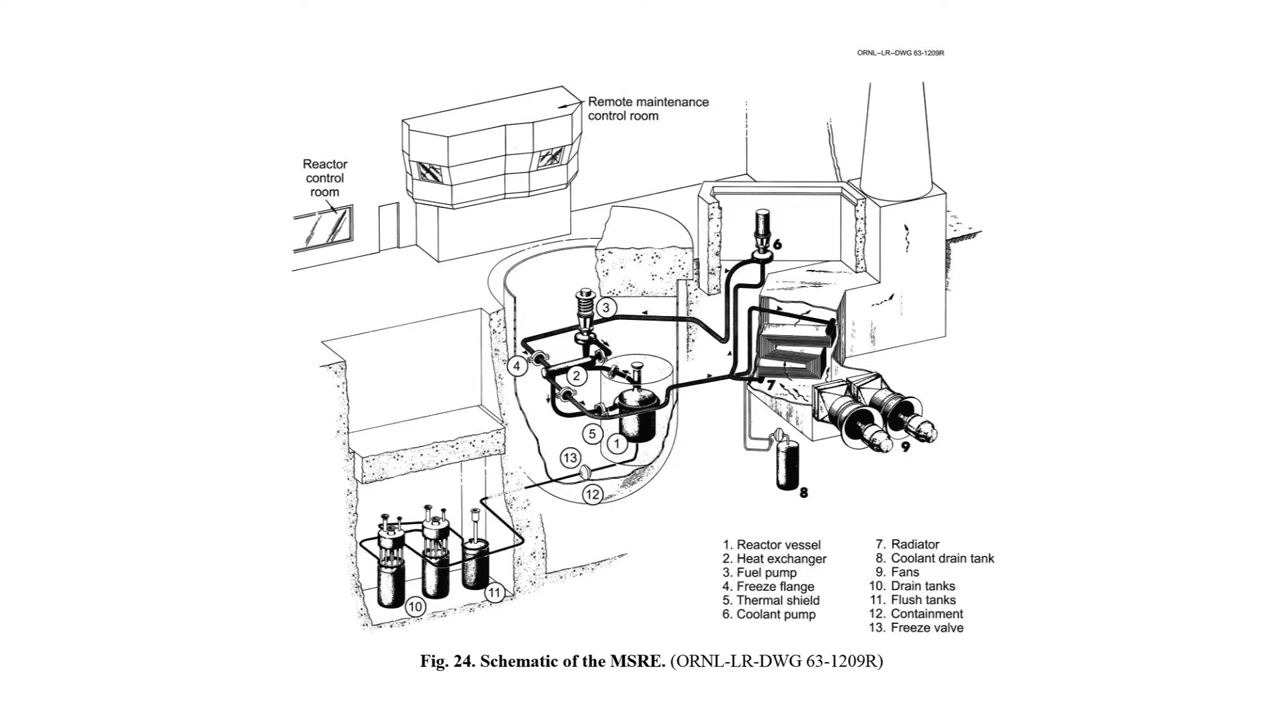 ORNL–LR–DWG 63-1209R
Remote maintenance
control room
Reactor
control
room
6
3
4
2
7
5
1
9
13
8
12
10
11
1. Reactor vessel
2. Heat exchanger
3. Fuel pump
4. Freeze flange
5. Thermal shield
6. Coolant pump
7. Radiator
8. Coolant drain tank
9. Fans
10. Drain tanks
11. Flush tanks
12. Containment
13. Freeze valve
Fig. 24. Schematic of the MSRE. (ORNL-LR-DWG 63-1209R)